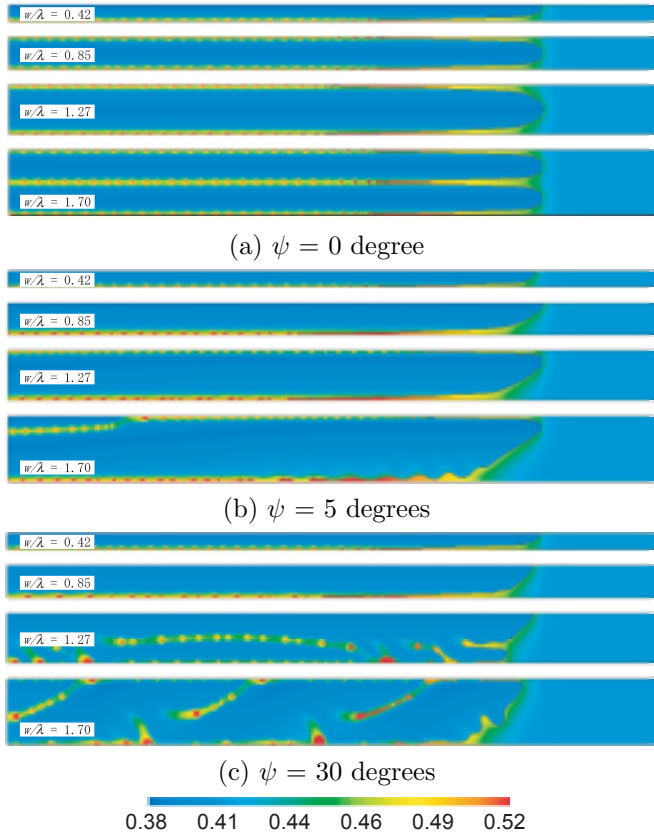 w/λ = 0.42
w/λ = 0.85
w/λ = 1.27
w/λ = 1.70
(a) ψ = 0 degree
w/λ = 0.42
w/λ = 0.85
w/λ = 1.27
w/λ = 1.70
(b) ψ = 5 degrees
w/λ = 0.42
w/λ = 0.85
w/λ = 1.27
w/λ = 1.70
(c) ψ = 30 degrees
0.38 0.41 0.44 0.46 0.49 0.52